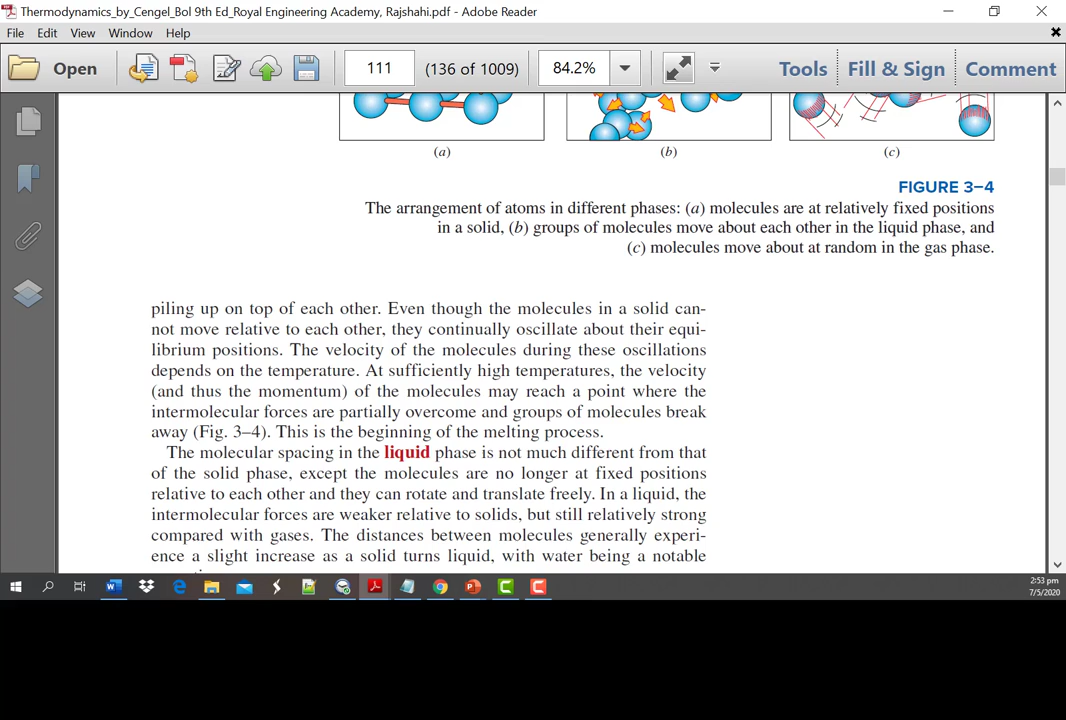 Thermodynamics_by_Cengel_Bol 9th Ed_Royal Engineering Academy, Rajshahi.pdf - Adobe Reader
File Edit View Window Help
Open 111 (136 of 1009) 84.2% Tools Fill & Sign Comment
(a) (b) (c)
FIGURE 3–4
The arrangement of atoms in different phases: (a) molecules are at relatively fixed positions
in a solid, (b) groups of molecules move about each other in the liquid phase, and
(c) molecules move about at random in the gas phase.
piling up on top of each other. Even though the molecules in a solid can-
not move relative to each other, they continually oscillate about their equi-
librium positions. The velocity of the molecules during these oscillations
depends on the temperature. At sufficiently high temperatures, the velocity
(and thus the momentum) of the molecules may reach a point where the
intermolecular forces are partially overcome and groups of molecules break
away (Fig. 3–4). This is the beginning of the melting process.
The molecular spacing in the liquid phase is not much different from that
of the solid phase, except the molecules are no longer at fixed positions
relative to each other and they can rotate and translate freely. In a liquid, the
intermolecular forces are weaker relative to solids, but still relatively strong
compared with gases. The distances between molecules generally experi-
ence a slight increase as a solid turns liquid, with water being a notable
2:53 pm
7/5/2020